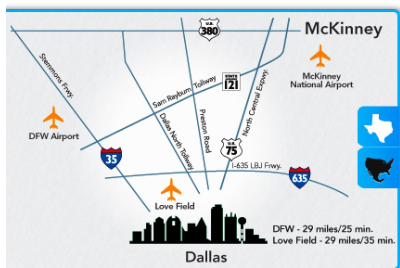 U.S.
380
McKinney
McKinney
National Airport
Stemmons Frwy.
Sam Rayburn Tollway
STATE
121
North Central Expwy.
DFW Airport
Dallas North Tollway
Preston Road
U.S.
75
35
I-635 LBJ Frwy.
635
Love Field
DFW - 29 miles/25 min.
Love Field - 29 miles/35 min.
Dallas